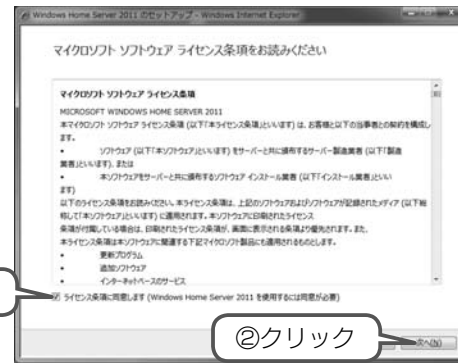 Windows Home Server 2011 のセットアップ - Windows Internet Explorer
マイクロソフト ソフトウェア ライセンス条項をお読みください
マイクロソフト ソフトウェア ライセンス条項
MICROSOFT WINDOWS HOME SERVER 2011
本マイクロソフト ソフトウェア ライセンス条項 (以下「本ライセンス条項」といいます) は、お客様と以下の当事者との契約を構成し
ます。
• ソフトウェア (以下「本ソフトウェア」といいます) をサーバーと共に頒布するサーバー製造業者 (以下「製造
業者」といいます)、または
• 本ソフトウェアをサーバーと共に頒布するソフトウェア インストール業者 (以下「インストール業者」といい
ます)
以下のライセンス条項をお読みください。本ライセンス条項は、上記のソフトウェアおよびソフトウェアが記録されたメディア (以下総
称して「本ソフトウェア」といいます) に適用されます。本ソフトウェアに印刷されたライセンス
条項が付属している場合は、印刷されたライセンス条項が、画面に表示される条項より優先されます。また、
本ライセンス条項は本ソフトウェアに関連する下記マイクロソフト製品にも適用されるものとします。
• 更新プログラム
• 追加ソフトウェア
• インターネットベースのサービス
ライセンス条項に同意します (Windows Home Server 2011 を使用するには同意が必要)
②クリック
次へ(N)